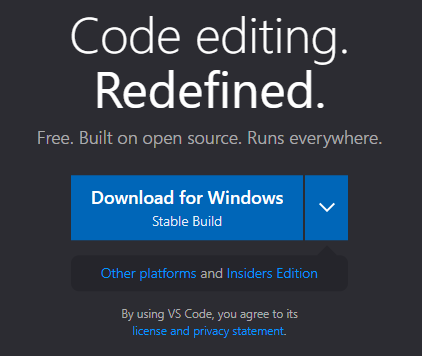 Code editing.
Redefined.
Free. Built on open source. Runs everywhere.
Download for Windows
Stable Build
Other platforms and Insiders Edition
By using VS Code, you agree to its
license and privacy statement.